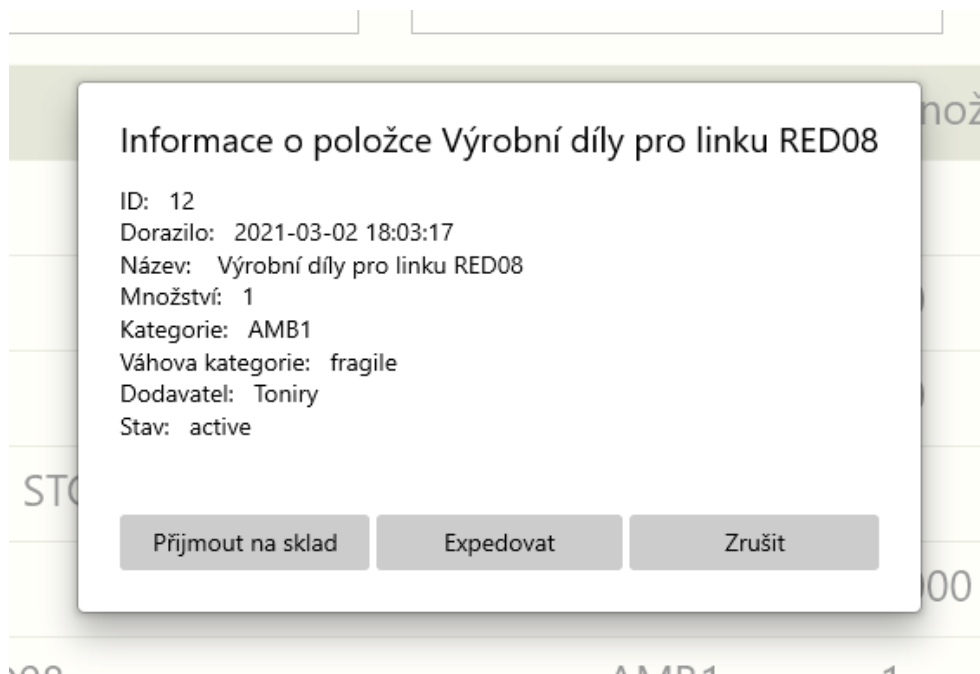 Informace o položce Výrobní díly pro linku RED08
ID: 12
Dorazilo: 2021-03-02 18:03:17
Název: Výrobní díly pro linku RED08
Množství: 1
Kategorie: AMB1
Váhova kategorie: fragile
Dodavatel: Toniry
Stav: active
Přijmout na sklad Expedovat Zrušit